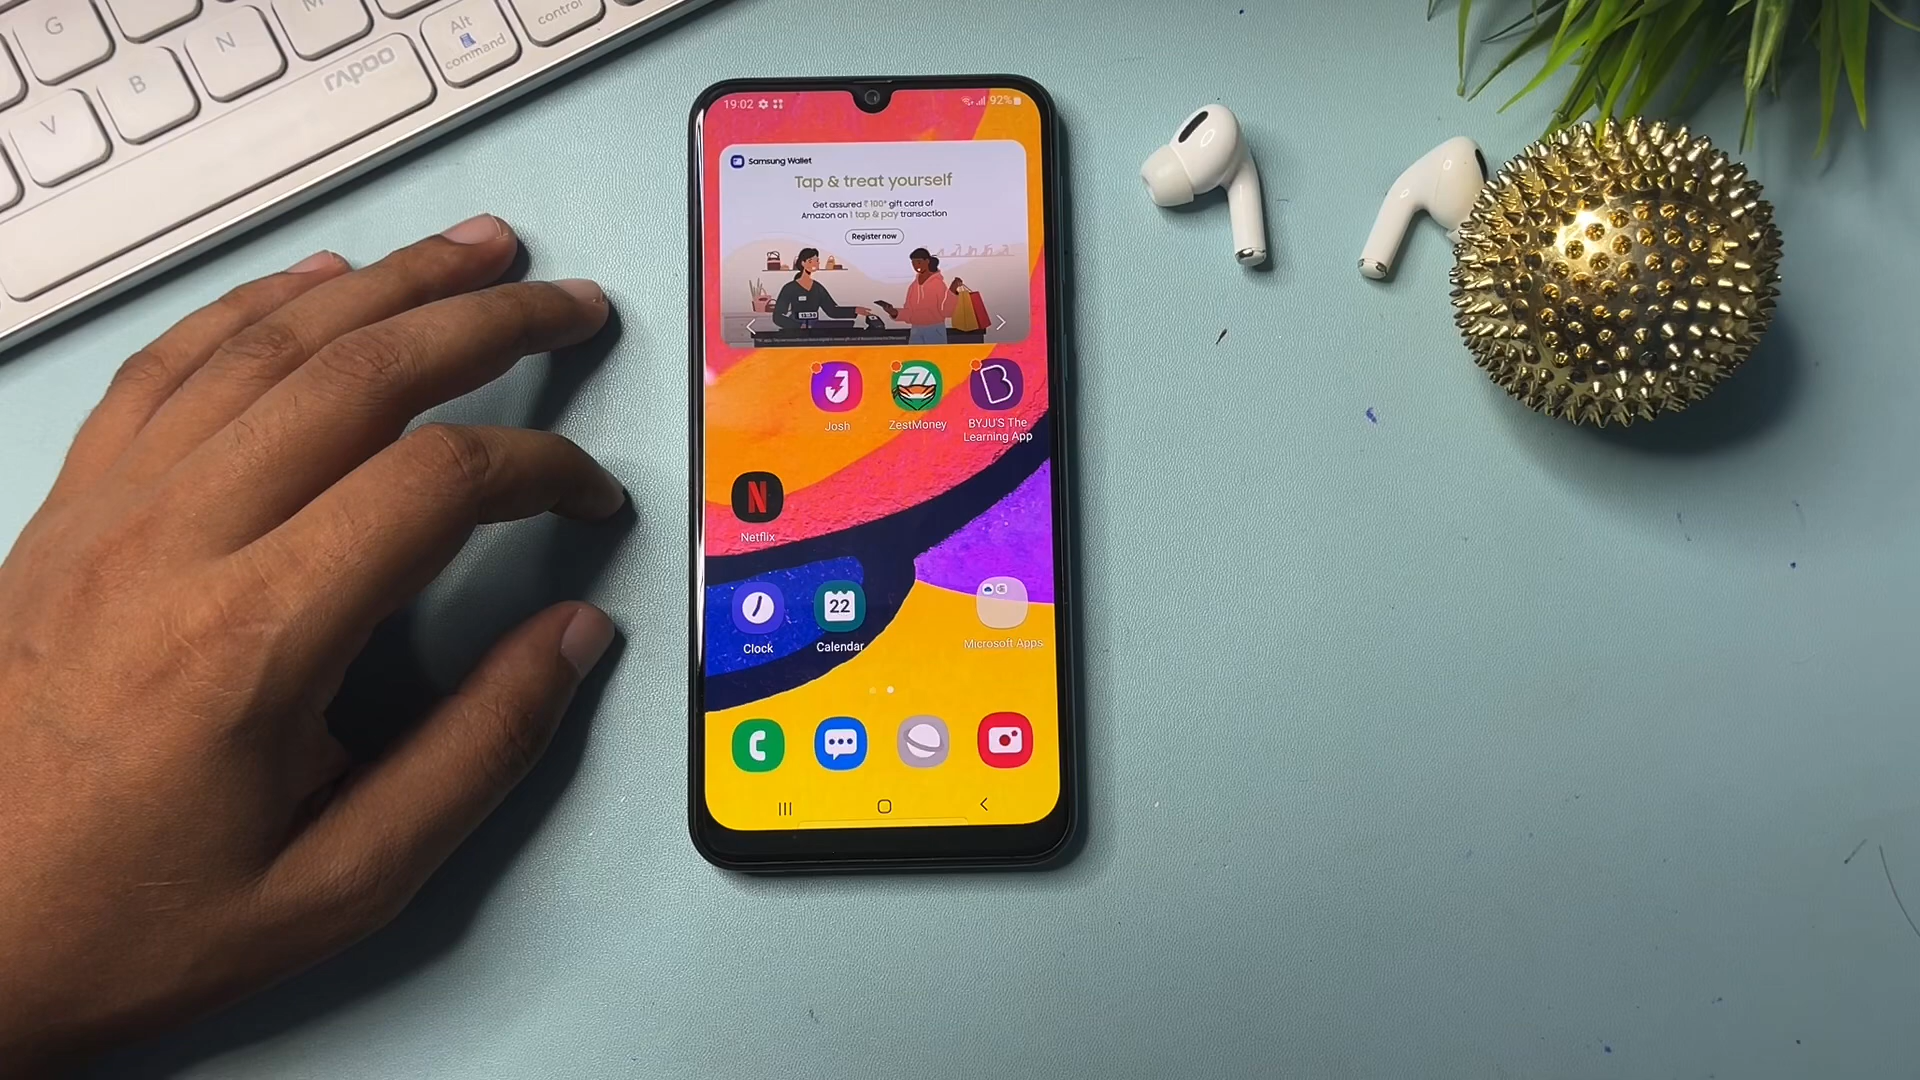 G
M
Alt
control
command
B
N
rapoo
V
19:02
92%
Samsung Wallet
Tap & treat yourself
Get assured ₹ 100* gift card of
Amazon on 1 tap & pay transaction
Register now
Josh
ZestMoney
BYJU'S The
Learning App
N
Netflix
22
Clock
Calendar
Microsoft Apps